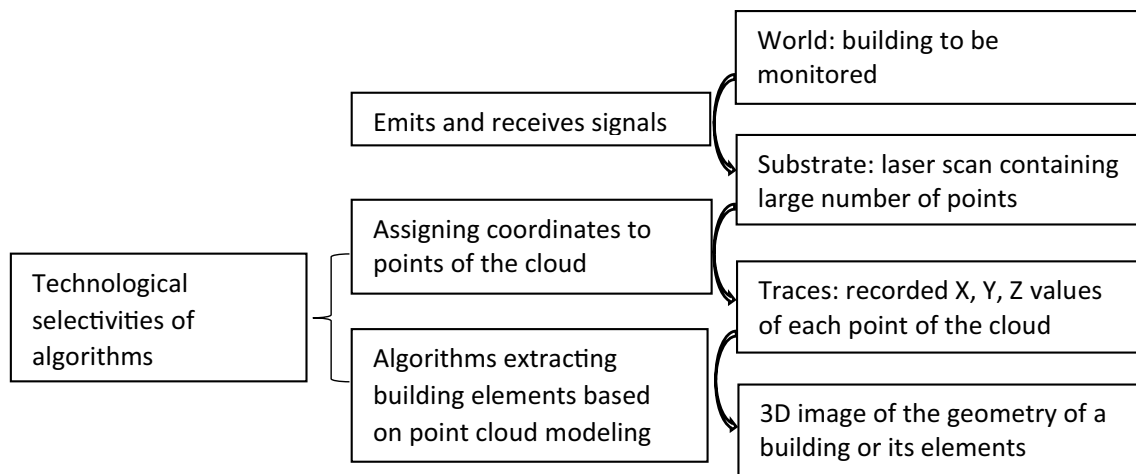 World: building to be
monitored
Emits and receives signals
Substrate: laser scan containing
large number of points
Assigning coordinates to
points of the cloud
Technological
selectivities of
algorithms
Traces: recorded X, Y, Z values
of each point of the cloud
Algorithms extracting
building elements based
on point cloud modeling
3D image of the geometry of a
building or its elements